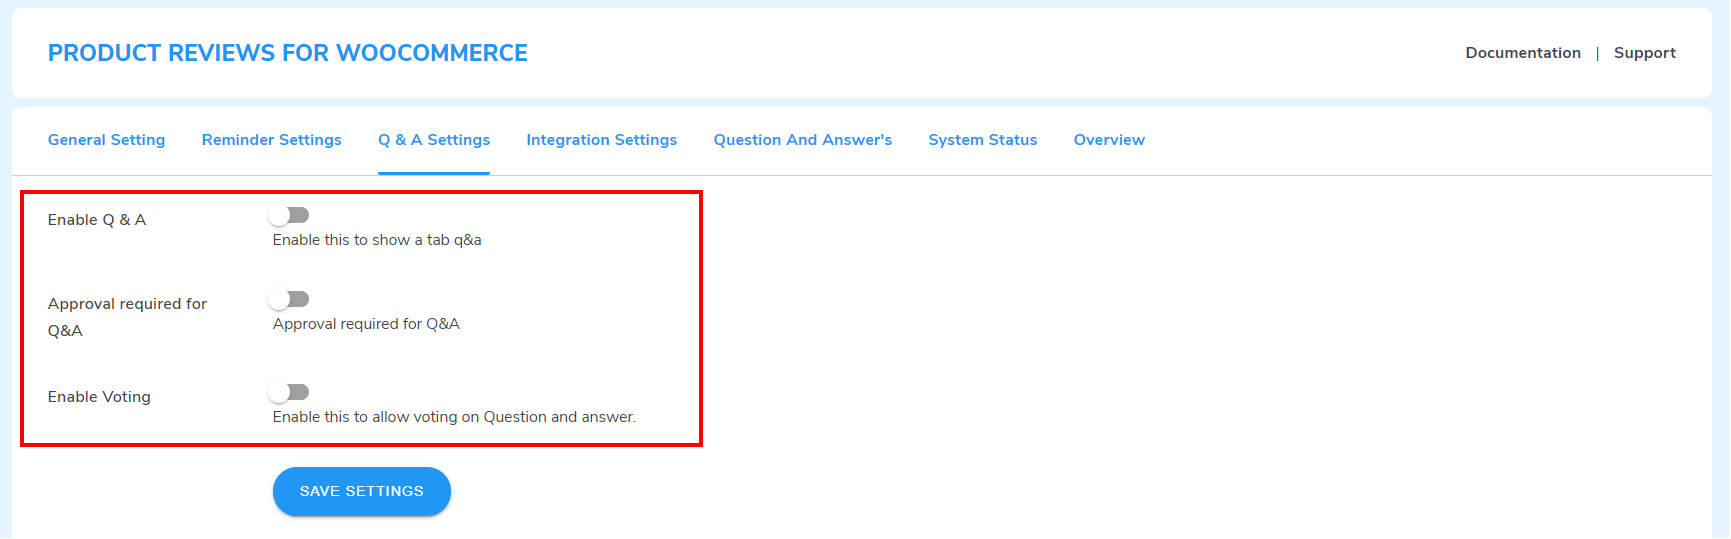 PRODUCT REVIEWS FOR WOOCOMMERCE
Documentation | Support
General Setting Reminder Settings Q & A Settings Integration Settings Question And Answer's System Status Overview
Enable Q & A
Enable this to show a tab q&a
Approval required for
Q&A
Approval required for Q&A
Enable Voting
Enable this to allow voting on Question and answer.
SAVE SETTINGS